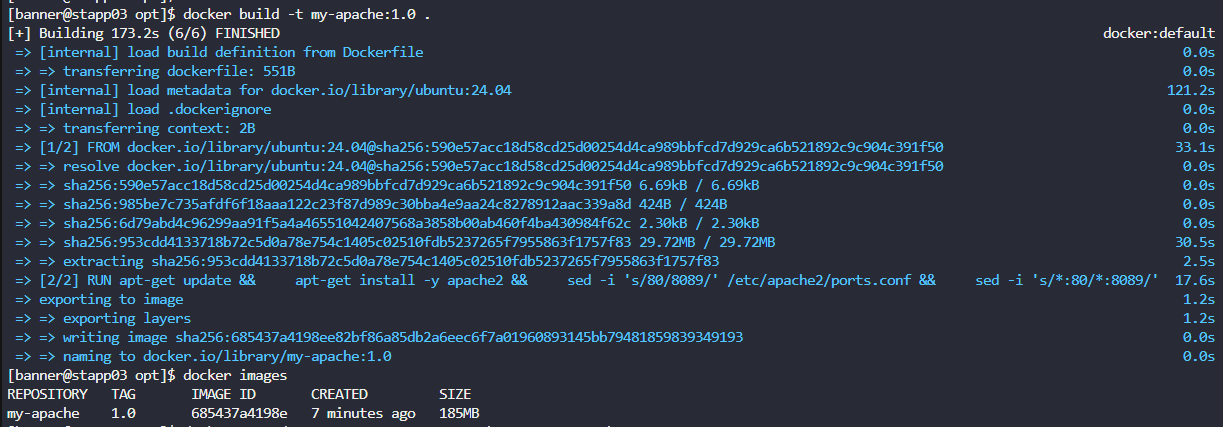 [banner@stapp03 opt]$ docker build -t my-apache:1.0 .
[+] Building 173.2s (6/6) FINISHED docker:default
=> [internal] load build definition from Dockerfile 0.0s
=> => transferring dockerfile: 551B 0.0s
=> [internal] load metadata for docker.io/library/ubuntu:24.04 121.2s
=> [internal] load .dockerignore 0.0s
=> => transferring context: 2B 0.0s
=> [1/2] FROM docker.io/library/ubuntu:24.04@sha256:590e57acc18d58cd25d00254d4ca989bbfcd7d929ca6b521892c9c904c391f50 33.1s
=> => resolve docker.io/library/ubuntu:24.04@sha256:590e57acc18d58cd25d00254d4ca989bbfcd7d929ca6b521892c9c904c391f50 0.0s
=> => sha256:590e57acc18d58cd25d00254d4ca989bbfcd7d929ca6b521892c9c904c391f50 6.69kB / 6.69kB 0.0s
=> => sha256:985be7c735afdf6f18aaa122c23f87d989c30bba4e9aa24c8278912aac339a8d 424B / 424B 0.0s
=> => sha256:6d79abd4c96299aa91f5a4a46551042407568a3858b00ab460f4ba430984f62c 2.30kB / 2.30kB 0.0s
=> => sha256:953cdd4133718b72c5d0a78e754c1405c02510fdb5237265f7955863f1757f83 29.72MB / 29.72MB 30.5s
=> => extracting sha256:953cdd4133718b72c5d0a78e754c1405c02510fdb5237265f7955863f1757f83 2.5s
=> [2/2] RUN apt-get update && apt-get install -y apache2 && sed -i 's/80/8089/' /etc/apache2/ports.conf && sed -i 's/*:80/*:8089/' 17.6s
=> exporting to image 1.2s
=> => exporting layers 1.2s
=> => writing image sha256:685437a4198ee82bf86a85db2a6eec6f7a01960893145bb79481859839349193 0.0s
=> => naming to docker.io/library/my-apache:1.0 0.0s
[banner@stapp03 opt]$ docker images
REPOSITORY TAG IMAGE ID CREATED SIZE
my-apache 1.0 685437a4198e 7 minutes ago 185MB